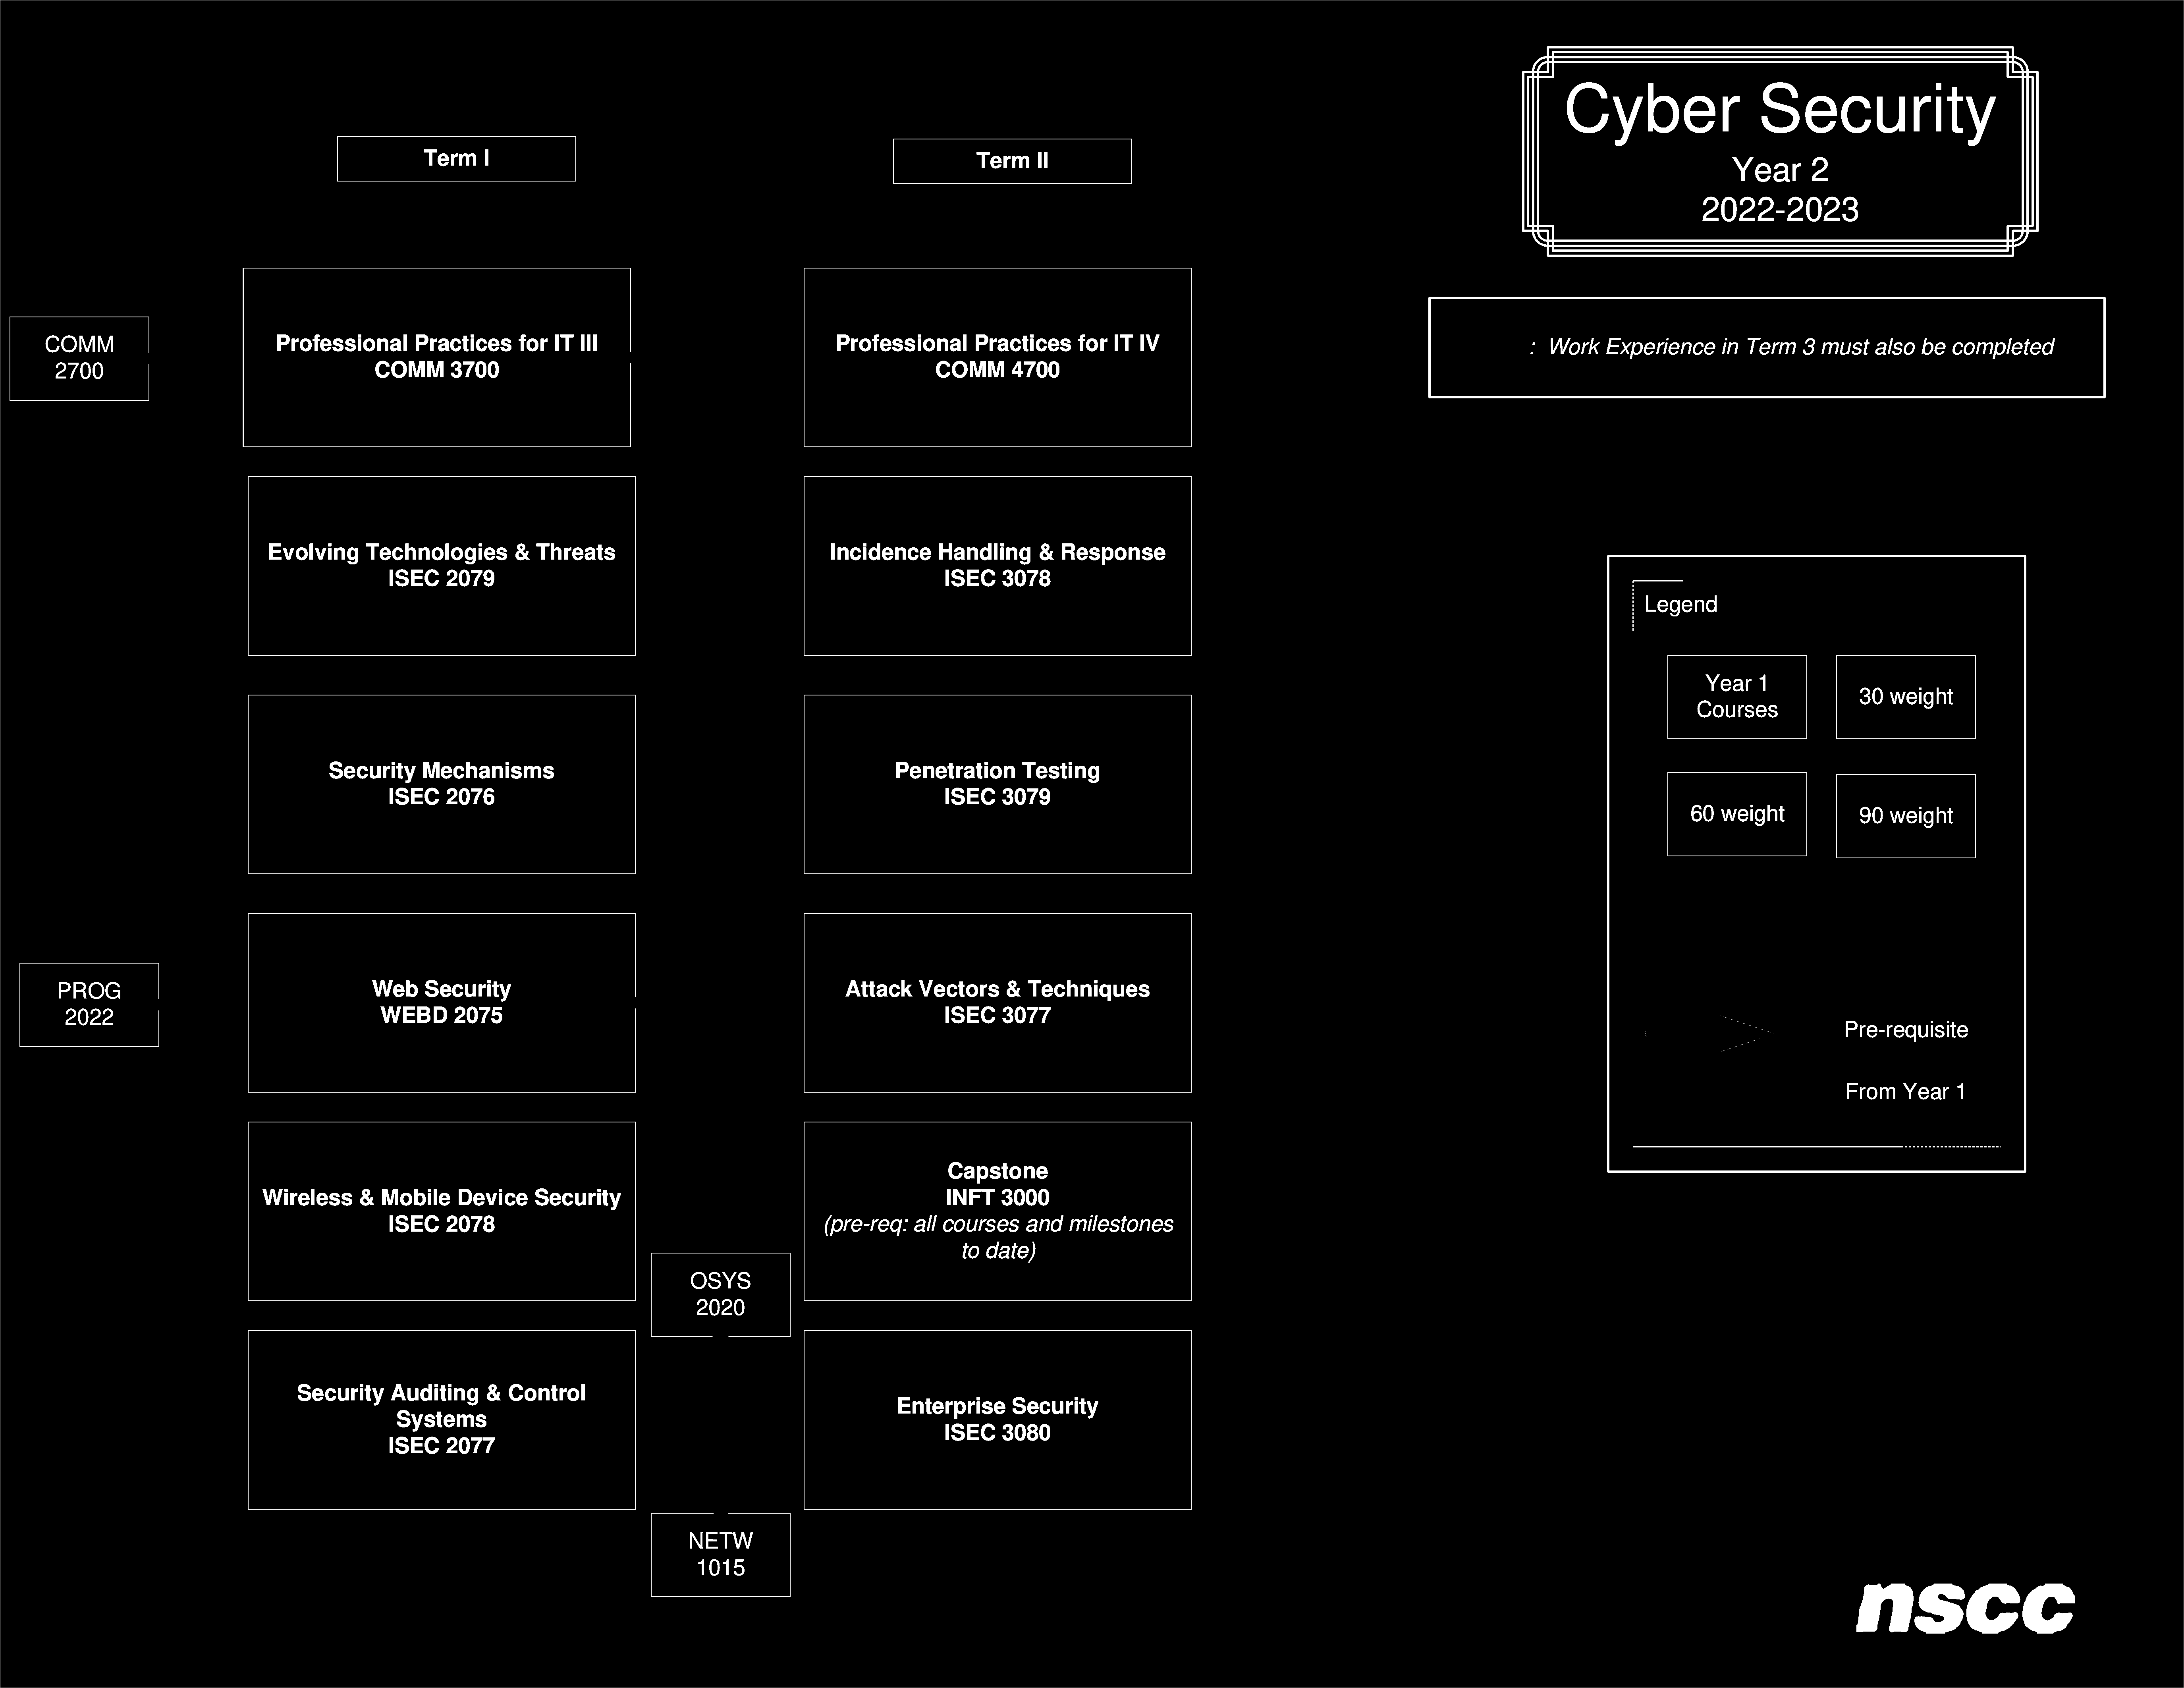 Cyber Security
Year 2
2022-2023
Term I
Term II
COMM
2700
Professional Practices for IT III
COMM 3700
Professional Practices for IT IV
COMM 4700
: Work Experience in Term 3 must also be completed
Evolving Technologies & Threats
ISEC 2079
Incidence Handling & Response
ISEC 3078
Legend
Year 1
Courses
30 weight
60 weight
90 weight
Pre-requisite
From Year 1
Security Mechanisms
ISEC 2076
Penetration Testing
ISEC 3079
PROG
2022
Web Security
WEBD 2075
Attack Vectors & Techniques
ISEC 3077
Wireless & Mobile Device Security
ISEC 2078
Capstone
INFT 3000
(pre-req: all courses and milestones
to date)
OSYS
2020
Security Auditing & Control
Systems
ISEC 2077
Enterprise Security
ISEC 3080
NETW
1015
nscc